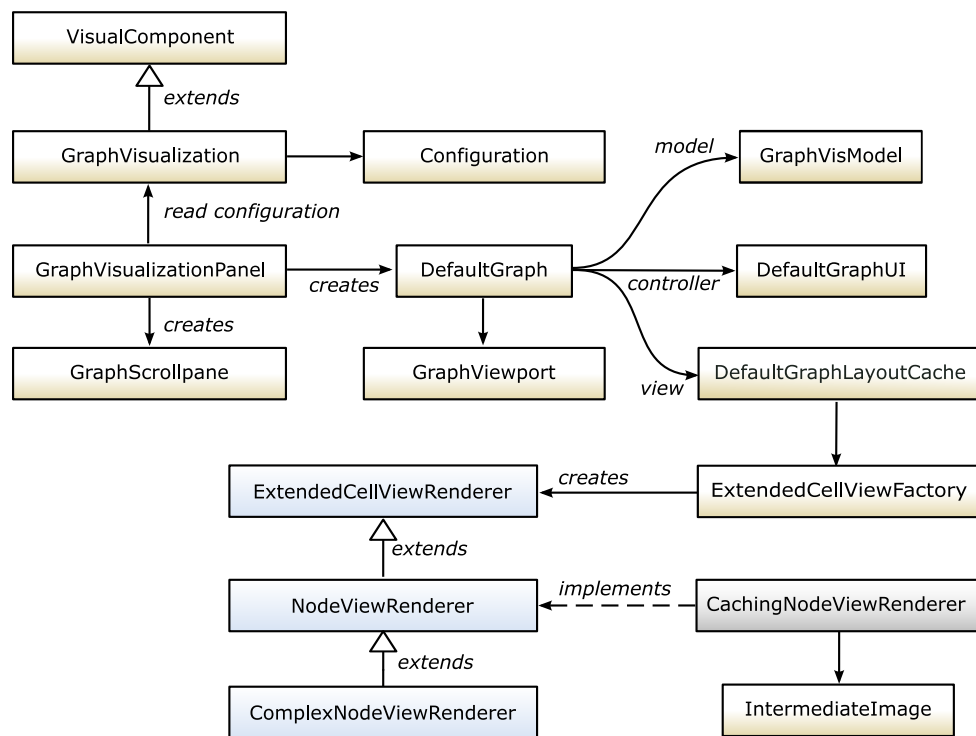 VisualComponent
extends
GraphVisualization
Configuration
model
GraphVisModel
read configuration
GraphVisualizationPanel
creates
DefaultGraph
controller
DefaultGraphUI
creates
GraphScrollpane
GraphViewport
view
DefaultGraphLayoutCache
ExtendedCellViewRenderer
creates
ExtendedCellViewFactory
extends
NodeViewRenderer
implements
CachingNodeViewRenderer
extends
ComplexNodeViewRenderer
IntermediateImage